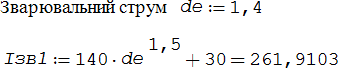 Зварювальний струм de:=1,4
Iзв1:=140·de^1,5+30=261,9103